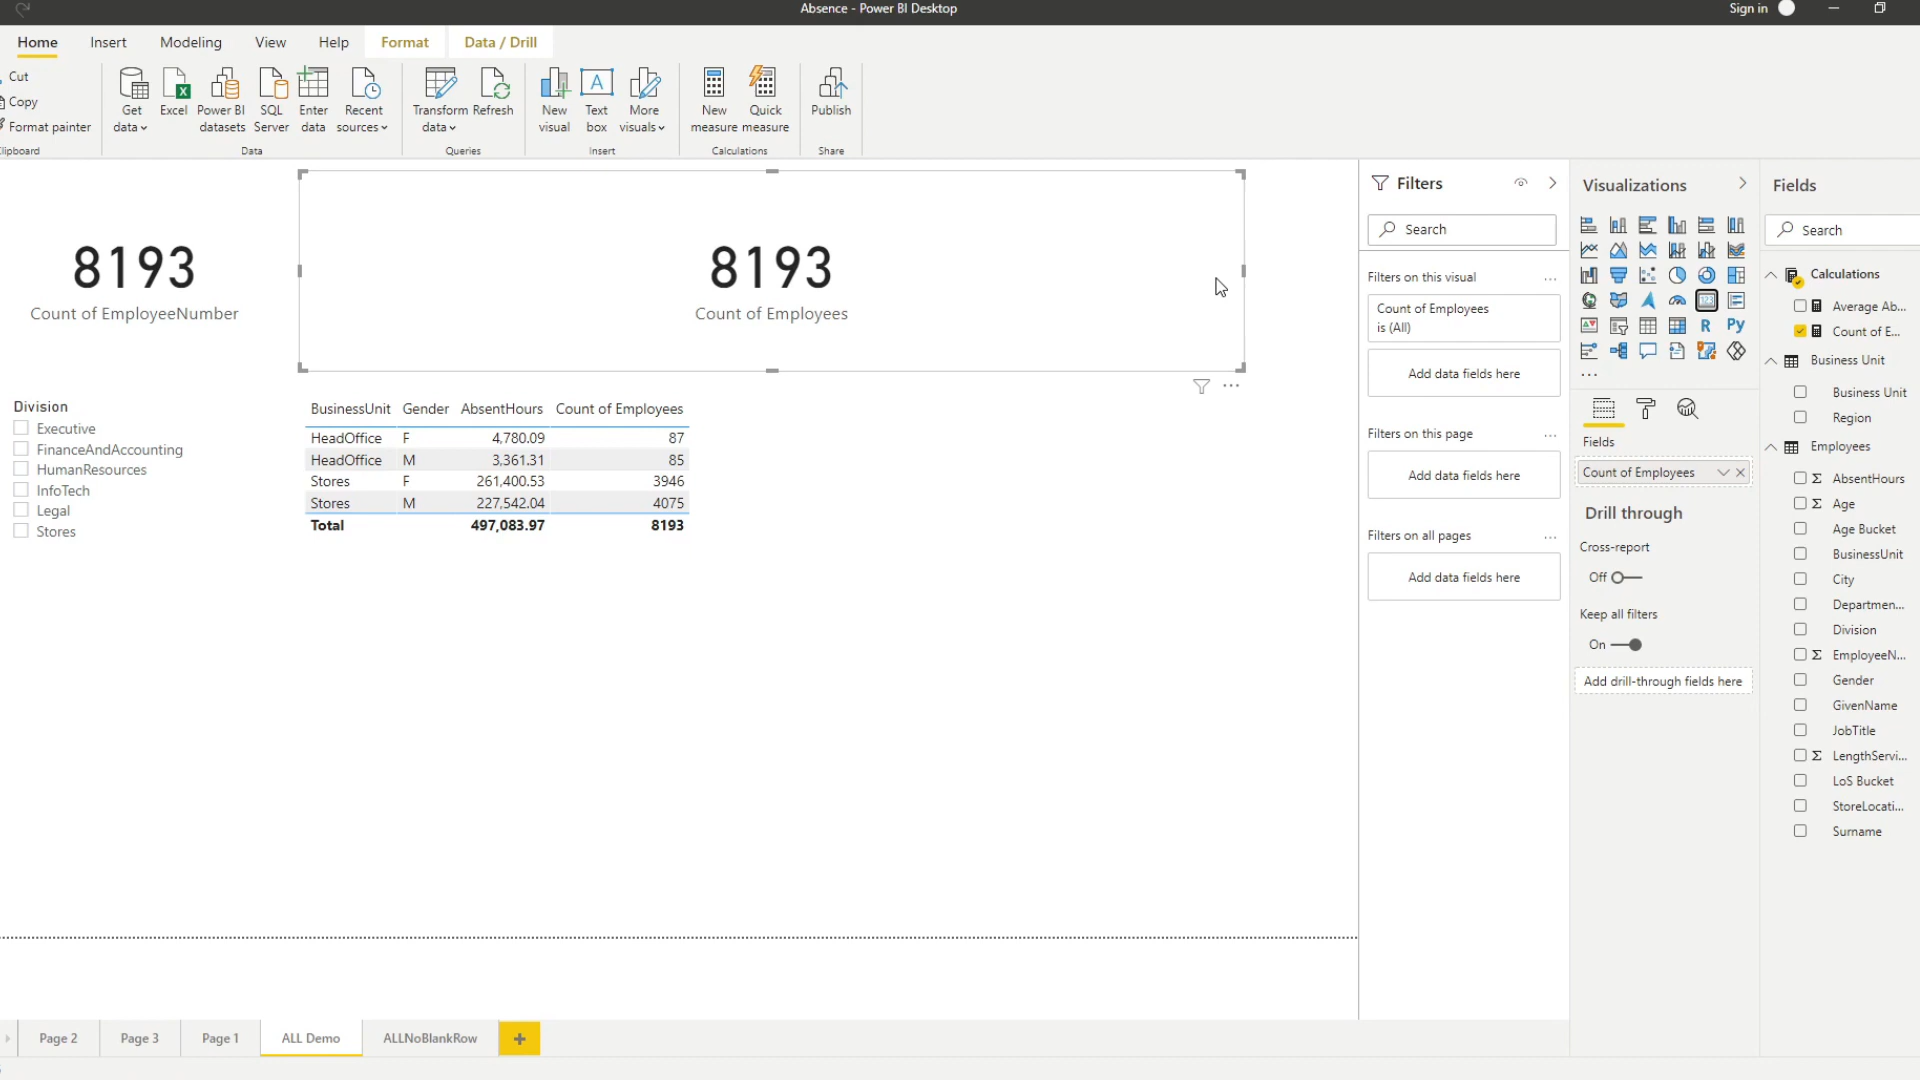 Absence - Power BI Desktop
Sign in
Home Insert Modeling View Help Format Data / Drill
Cut
Copy
Format painter
Get data
Excel
Power BI datasets
SQL Server
Enter data
Recent sources
Transform data
Refresh
New visual
Text box
More visuals
New measure
Quick measure
Publish
lipboard
Data
Queries
Insert
Calculations
Share
8193
Count of EmployeeNumber
8193
Count of Employees
Division
Executive
FinanceAndAccounting
HumanResources
InfoTech
Legal
Stores
BusinessUnit Gender AbsentHours Count of Employees
HeadOffice F 4,780.09 87
HeadOffice M 3,361.31 85
Stores F 261,400.53 3946
Stores M 227,542.04 4075
Total 497,083.97 8193
Filters
Search
Filters on this visual ...
Count of Employees
is (All)
Add data fields here
Filters on this page ...
Add data fields here
Filters on all pages ...
Add data fields here
Visualizations
R
Py
123
...
Fields
Count of Employees
Drill through
Cross-report
Off
Keep all filters
On
Add drill-through fields here
Fields
Search
Calculations
Average Ab...
Count of E...
Business Unit
Business Unit
Region
Employees
Σ AbsentHours
Σ Age
Age Bucket
BusinessUnit
City
Departmen...
Division
Σ EmployeeN...
Gender
GivenName
JobTitle
Σ LengthServi...
LoS Bucket
StoreLocati...
Surname
Page 2 Page 3 Page 1 ALL Demo ALLNoBlankRow +